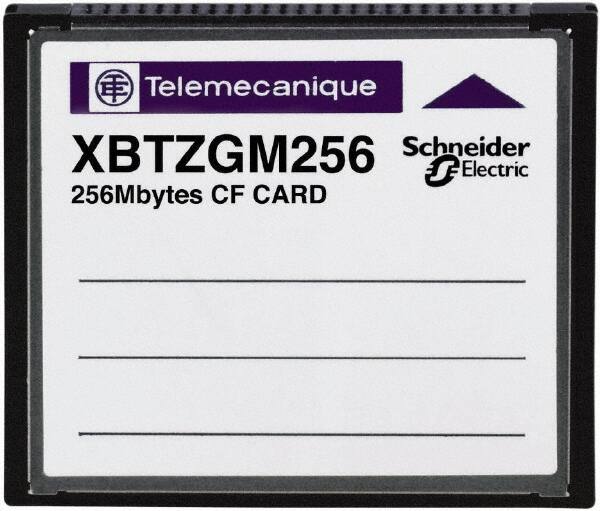 Telemecanique
XBTZGM256
256Mbytes CF CARD
Schneider
Electric